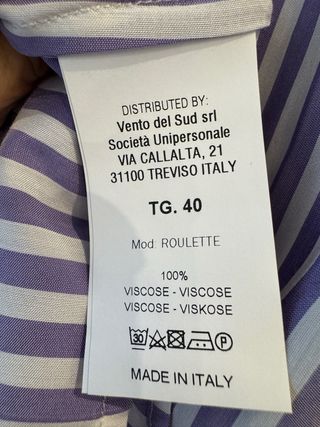 DISTRIBUTED BY:
Vento del Sud srl
Società Unipersonale
VIA CALLALTA, 21
31100 TREVISO ITALY
TG. 40
Mod: ROULETTE
100%
VISCOSE - VISCOSE
VISCOSE - VISKOSE
30 P
MADE IN ITALY